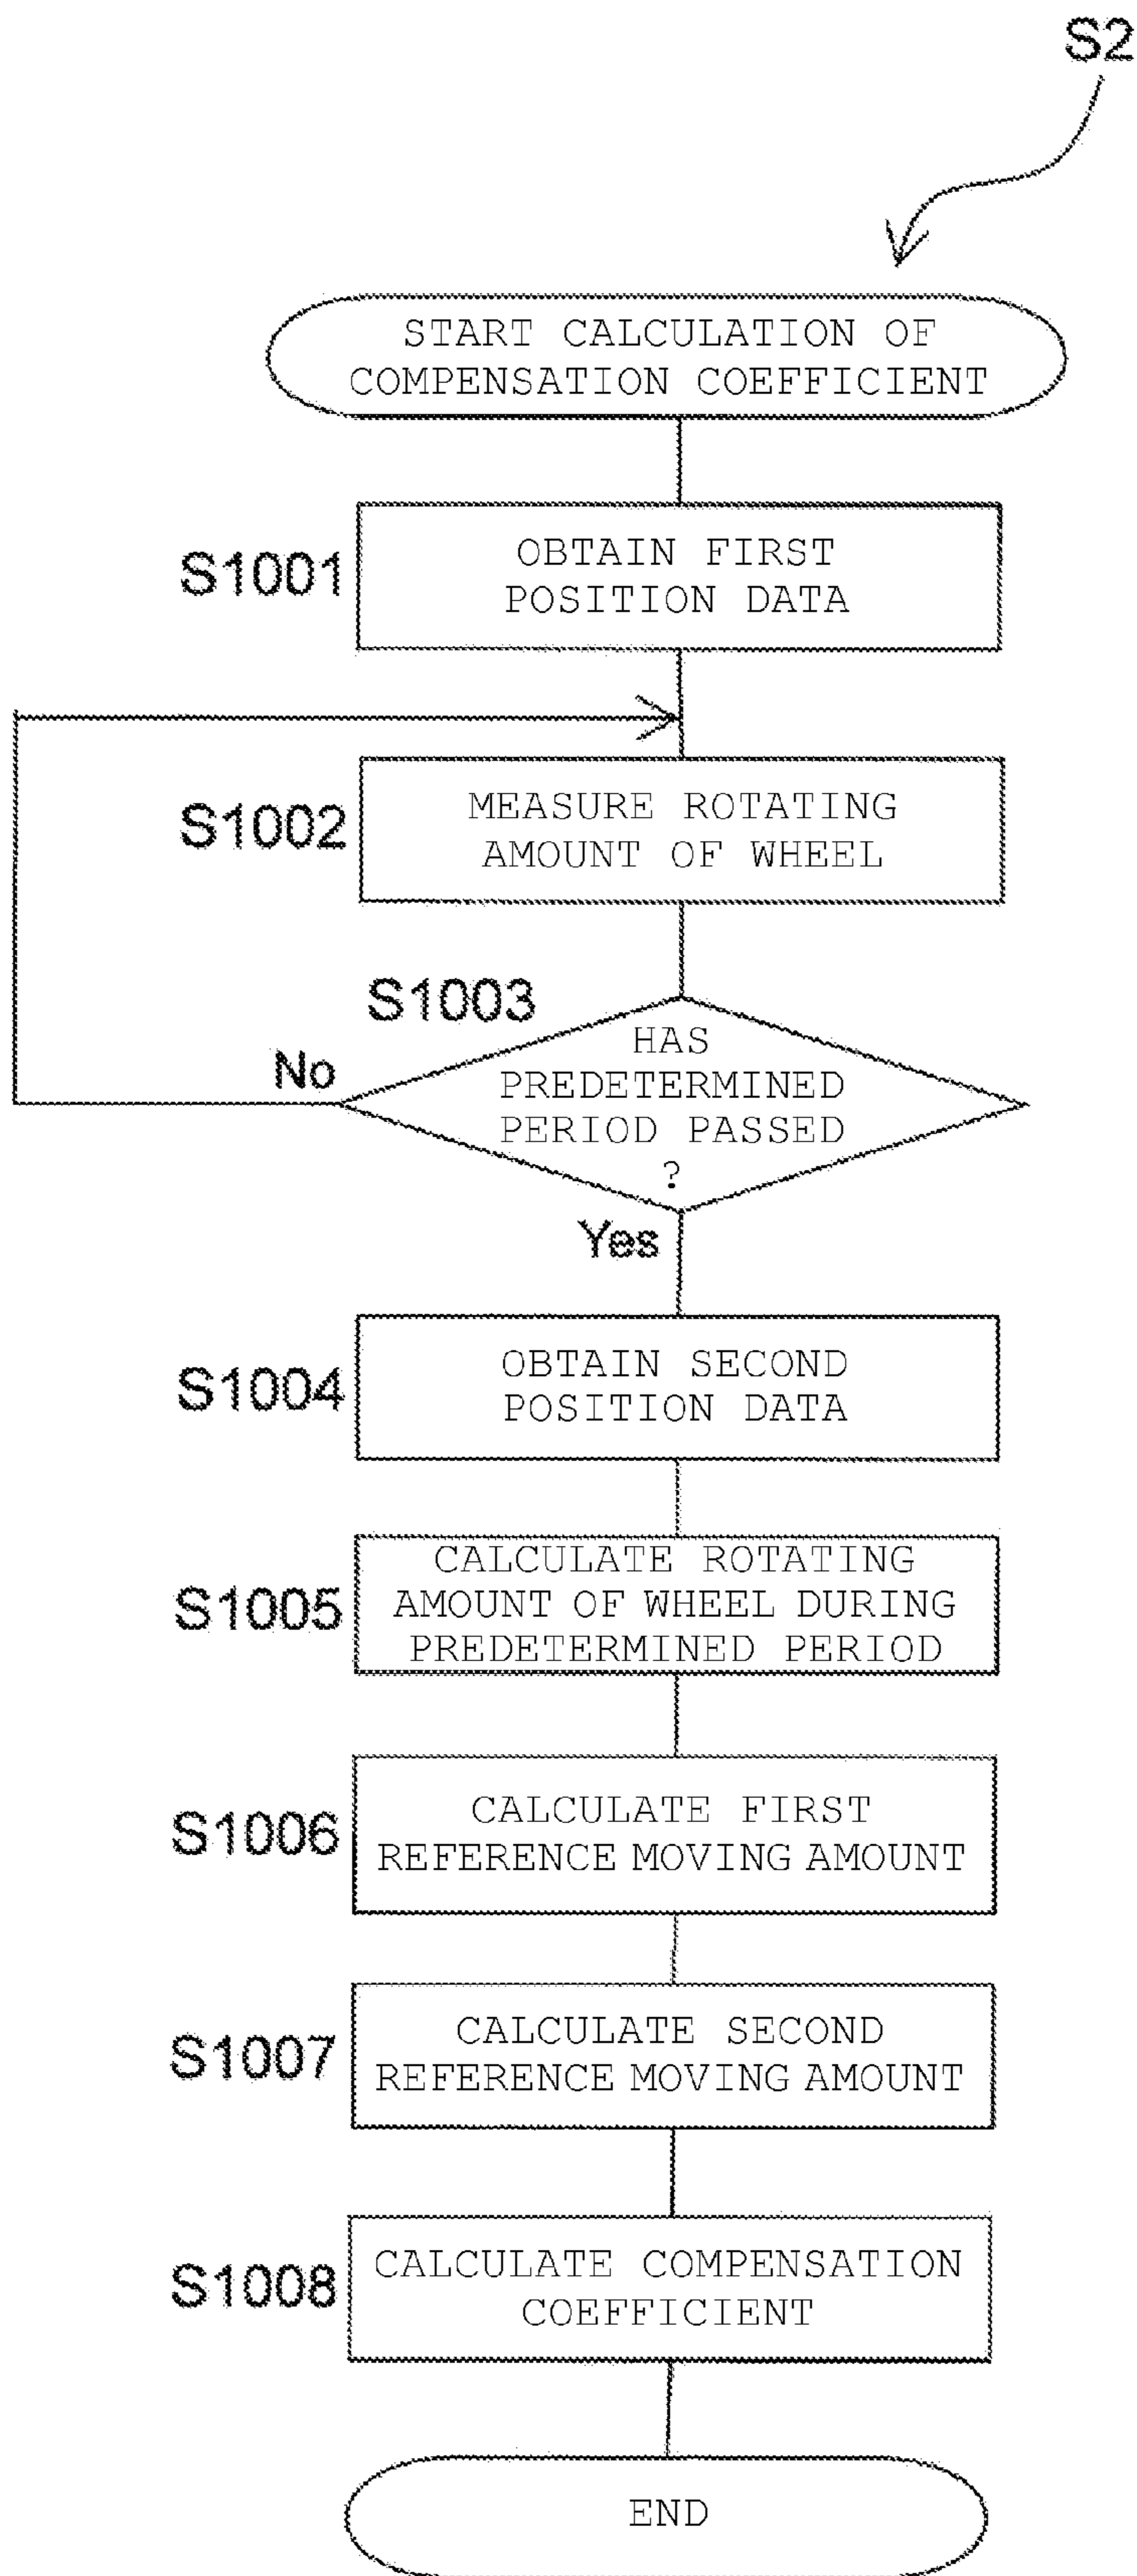 S2
START CALCULATION OF
COMPENSATION COEFFICIENT
S1001
OBTAIN FIRST
POSITION DATA
S1002
MEASURE ROTATING
AMOUNT OF WHEEL
S1003
No
HAS
PREDETERMINED
PERIOD PASSED
?
Yes
S1004
OBTAIN SECOND
POSITION DATA
S1005
CALCULATE ROTATING
AMOUNT OF WHEEL DURING
PREDETERMINED PERIOD
S1006
CALCULATE FIRST
REFERENCE MOVING AMOUNT
S1007
CALCULATE SECOND
REFERENCE MOVING AMOUNT
S1008
CALCULATE COMPENSATION
COEFFICIENT
END